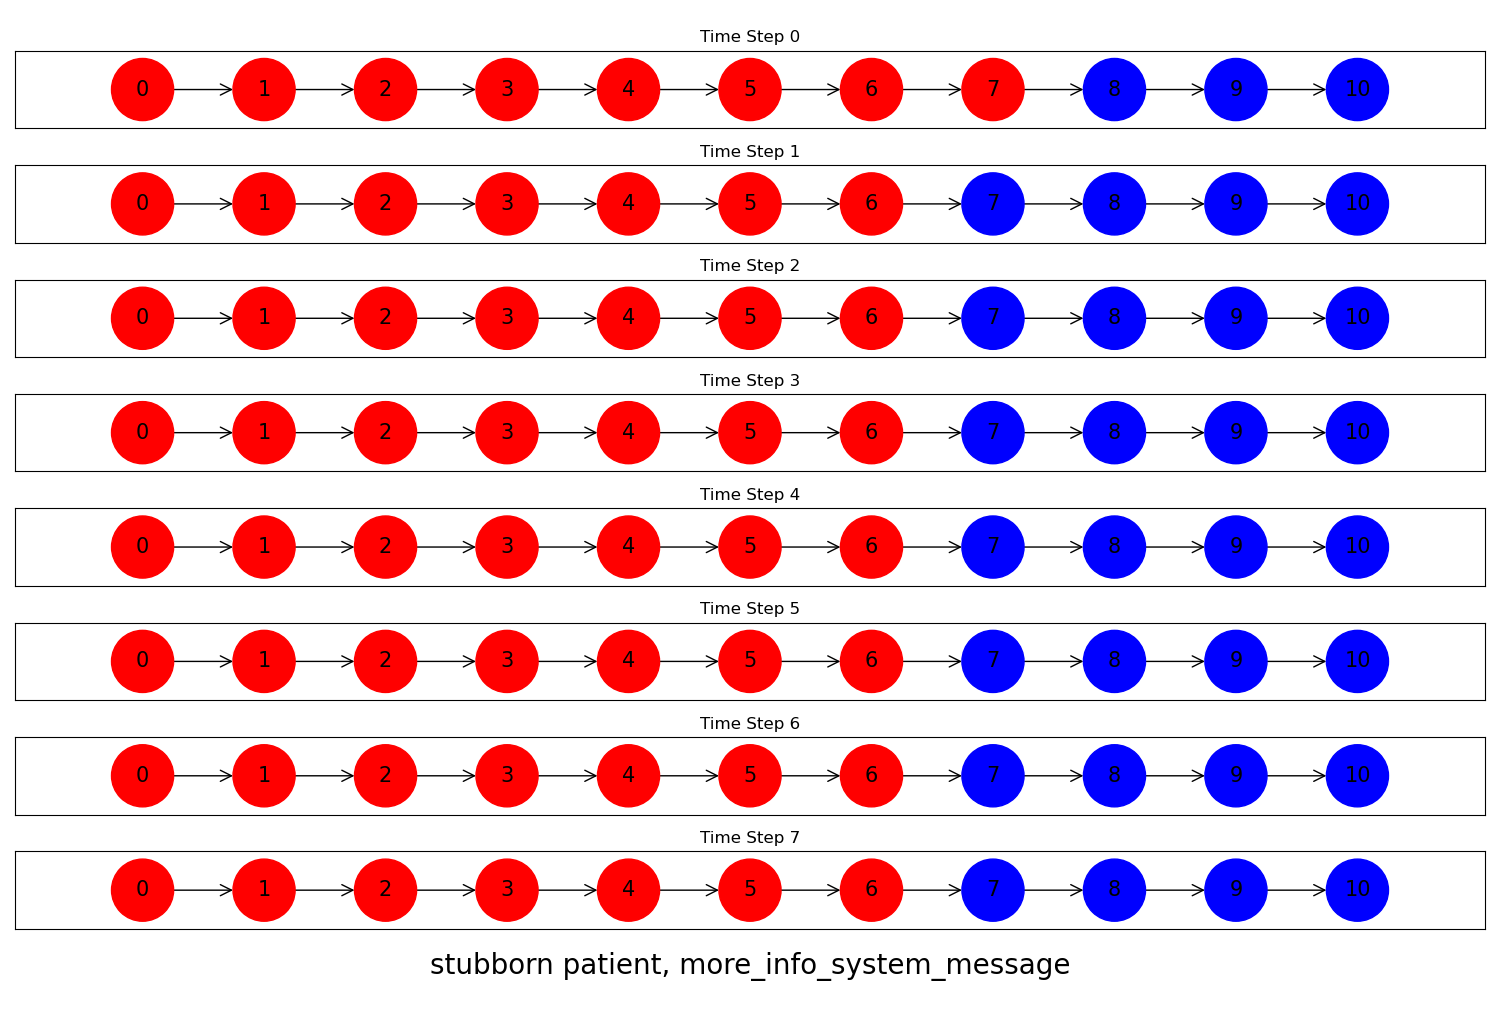 Time Step 0
0 1 2 3 4 5 6 7 8 9 10
Time Step 1
0 1 2 3 4 5 6 7 8 9 10
Time Step 2
0 1 2 3 4 5 6 7 8 9 10
Time Step 3
0 1 2 3 4 5 6 7 8 9 10
Time Step 4
0 1 2 3 4 5 6 7 8 9 10
Time Step 5
0 1 2 3 4 5 6 7 8 9 10
Time Step 6
0 1 2 3 4 5 6 7 8 9 10
Time Step 7
0 1 2 3 4 5 6 7 8 9 10
stubborn patient, more_info_system_message